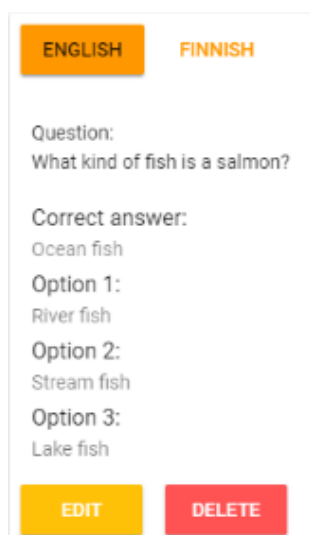 ENGLISH FINNISH
Question:
What kind of fish is a salmon?
Correct answer:
Ocean fish
Option 1:
River fish
Option 2:
Stream fish
Option 3:
Lake fish
EDIT DELETE